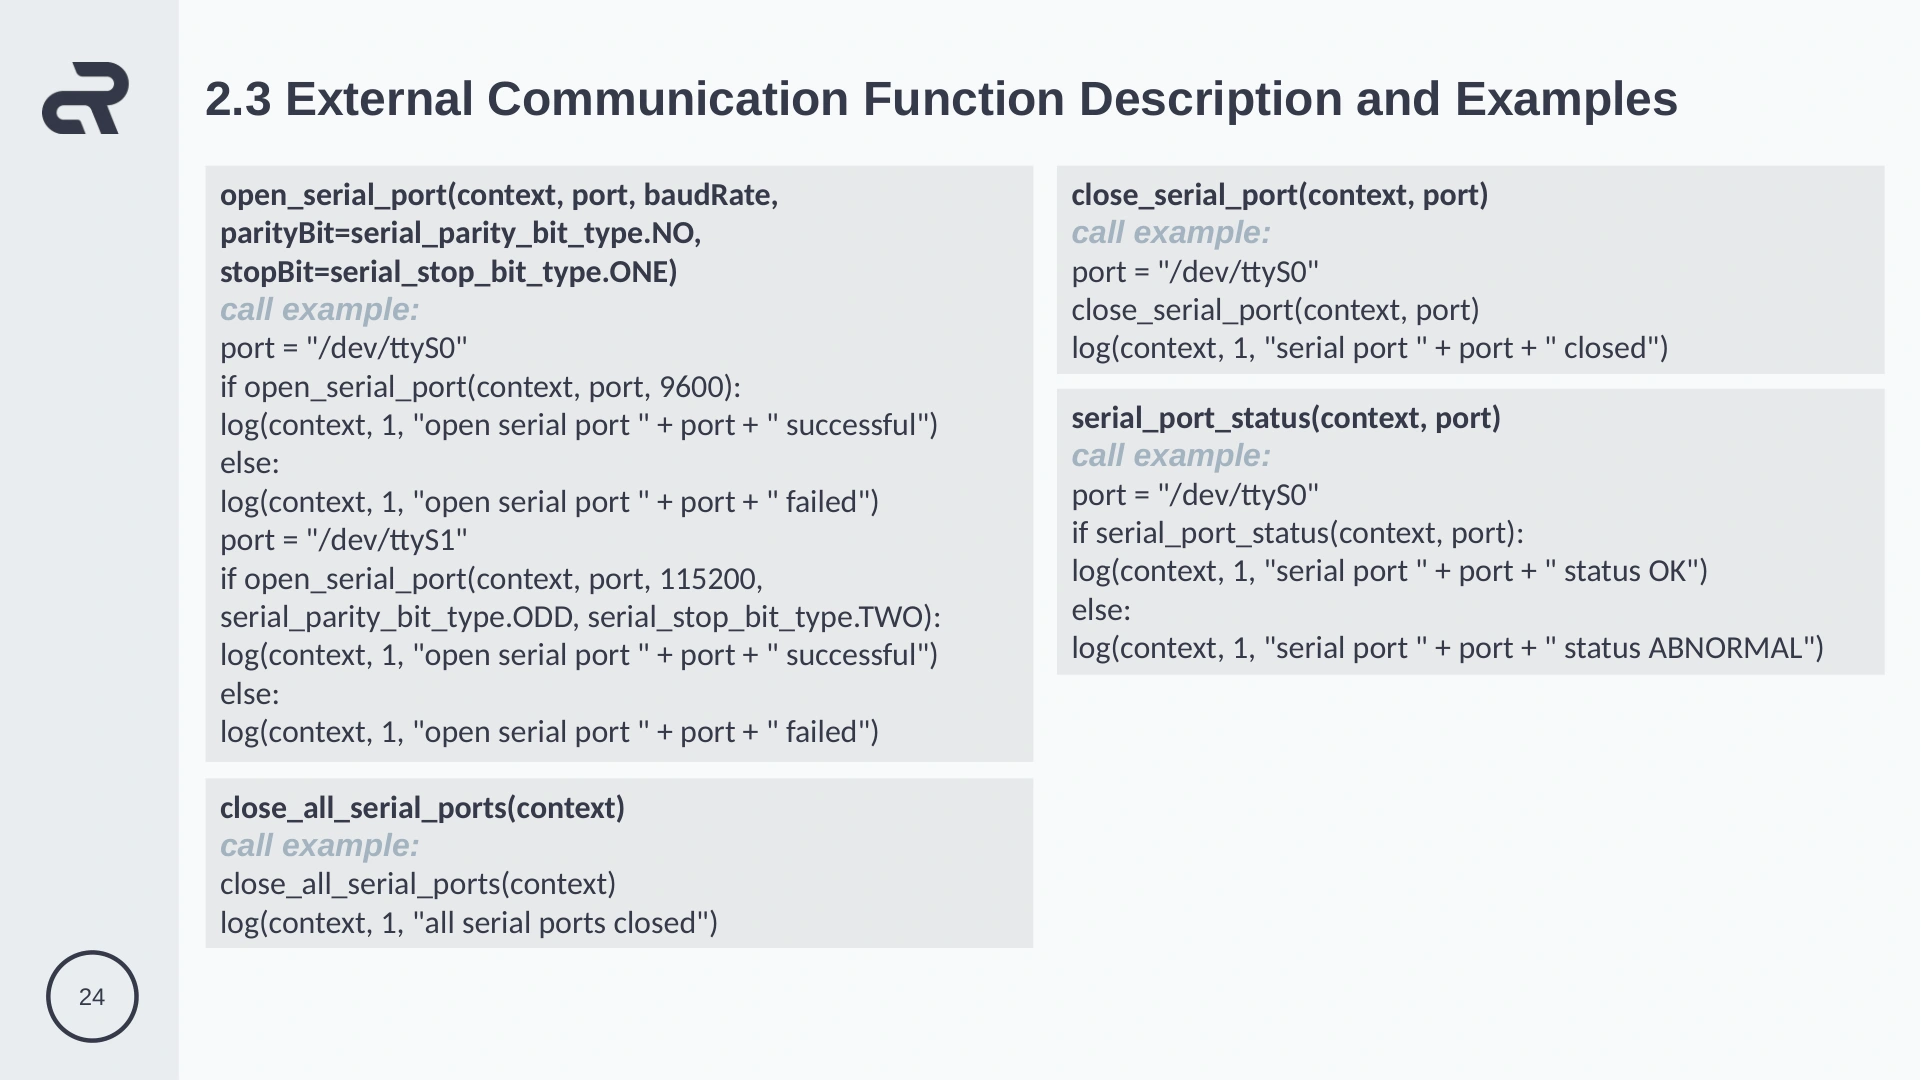 2.3 External Communication Function Description and Examples
open_serial_port(context, port, baudRate,
parityBit=serial_parity_bit_type.NO,
stopBit=serial_stop_bit_type.ONE)
call example:
port = "/dev/ttyS0"
if open_serial_port(context, port, 9600):
log(context, 1, "open serial port " + port + " successful")
else:
log(context, 1, "open serial port " + port + " failed")
port = "/dev/ttyS1"
if open_serial_port(context, port, 115200,
serial_parity_bit_type.ODD, serial_stop_bit_type.TWO):
log(context, 1, "open serial port " + port + " successful")
else:
log(context, 1, "open serial port " + port + " failed")
close_all_serial_ports(context)
call example:
close_all_serial_ports(context)
log(context, 1, "all serial ports closed")
close_serial_port(context, port)
call example:
port = "/dev/ttyS0"
close_serial_port(context, port)
log(context, 1, "serial port " + port + " closed")
serial_port_status(context, port)
call example:
port = "/dev/ttyS0"
if serial_port_status(context, port):
log(context, 1, "serial port " + port + " status OK")
else:
log(context, 1, "serial port " + port + " status ABNORMAL")
24